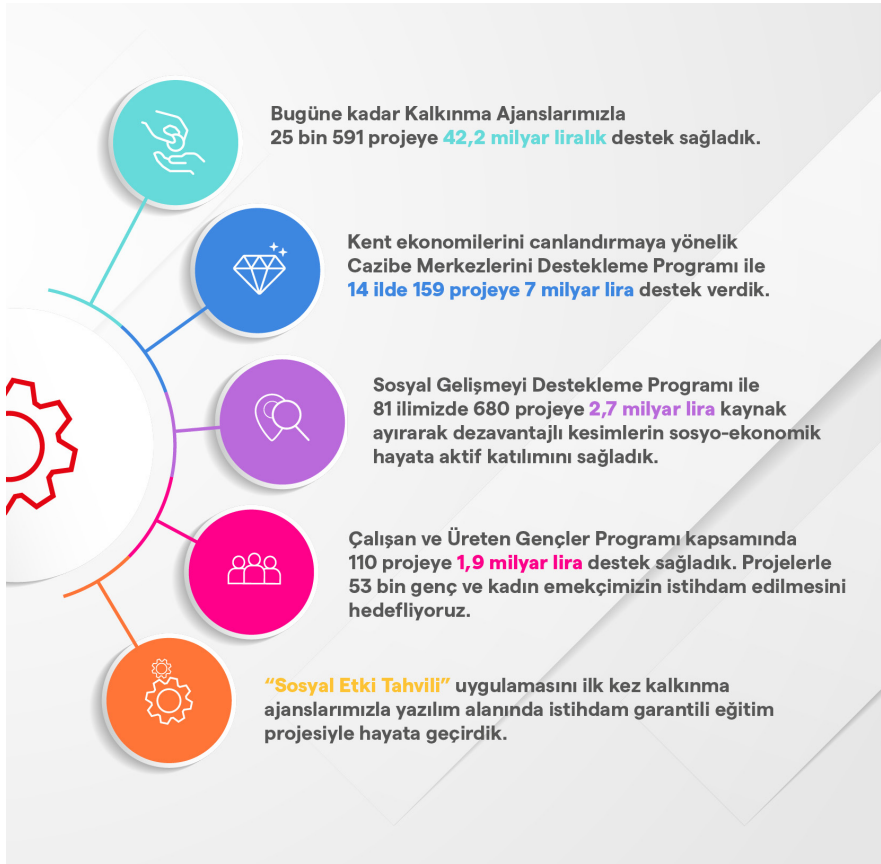 Bugüne kadar Kalkınma Ajanslarımızla
25 bin 591 projeye 42,2 milyar liralık destek sağladık.
Kent ekonomilerini canlandırmaya yönelik
Cazibe Merkezlerini Destekleme Programı ile
14 ilde 159 projeye 7 milyar lira destek verdik.
Sosyal Gelişmeyi Destekleme Programı ile
81 ilimizde 680 projeye 2,7 milyar lira kaynak
ayırarak dezavantajlı kesimlerin sosyo-ekonomik
hayata aktif katılımını sağladık.
Çalışan ve Üreten Gençler Programı kapsamında
110 projeye 1,9 milyar lira destek sağladık. Projelerle
53 bin genç ve kadın emekçimizin istihdam edilmesini
hedefliyoruz.
“Sosyal Etki Tahvili” uygulamasını ilk kez kalkınma
ajanslarımızla yazılım alanında istihdam garantili eğitim
projesiyle hayata geçirdik.